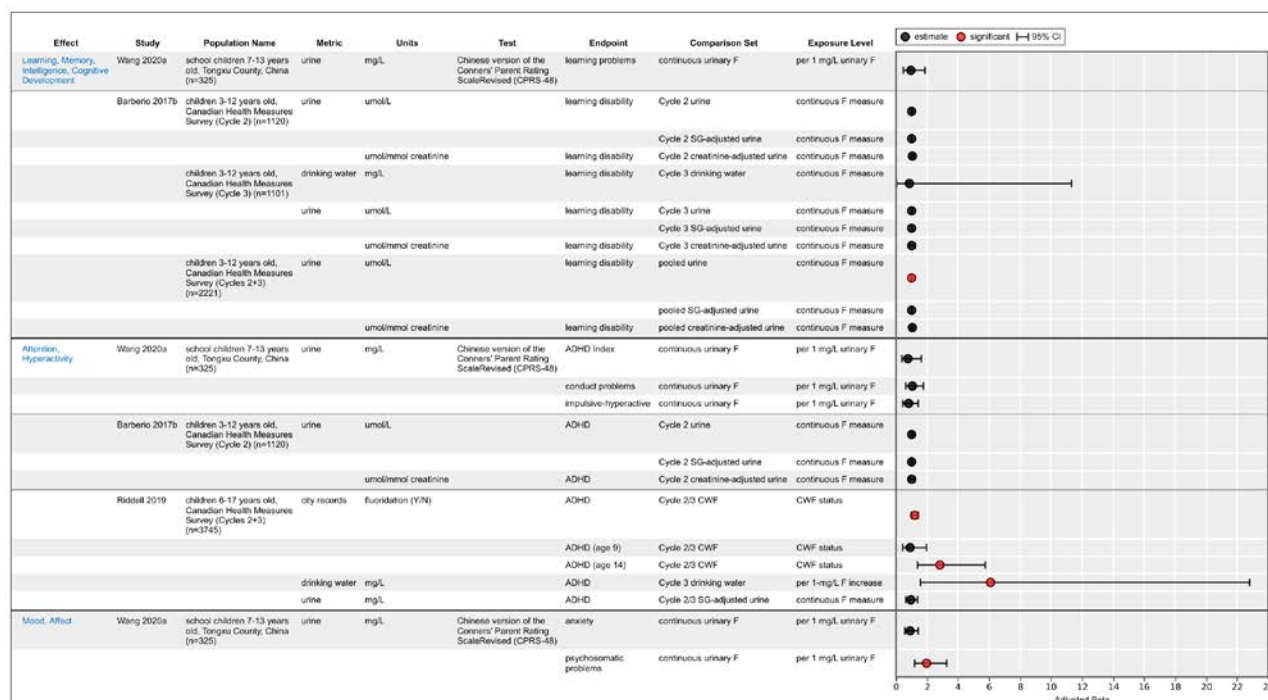 Effect Study Population Name Metric Units Test Endpoint Comparison Set Exposure Level
estimate significant 95% CI
Learning, Memory, Wang 2020a school children 7-13 years urine mg/L Chinese version of the learning problems continuous urinary F per 1 mg/L urinary F
Intelligence, Cognitive old, Tongxu County, China Conners' Parent Rating
Development (n=325) ScaleRevised (CPRS-48)
Barberio 2017b children 3-12 years old, urine umol/L learning disability Cycle 2 urine continuous F measure
Canadian Health Measures
Survey (Cycle 2) (n=1120)
Cycle 2 SG-adjusted urine continuous F measure
umol/mmol creatinine learning disability Cycle 2 creatinine-adjusted urine continuous F measure
children 3-12 years old, drinking water mg/L learning disability Cycle 3 drinking water continuous F measure
Canadian Health Measures
Survey (Cycle 3) (n=1101)
urine umol/L learning disability Cycle 3 urine continuous F measure
Cycle 3 SG-adjusted urine continuous F measure
umol/mmol creatinine learning disability Cycle 3 creatinine-adjusted urine continuous F measure
children 3-12 years old, urine umol/L learning disability pooled urine continuous F measure
Canadian Health Measures
Survey (Cycles 2+3)
(n=2221)
pooled SG-adjusted urine continuous F measure
umol/mmol creatinine learning disability pooled creatinine-adjusted urine continuous F measure
Attention, Wang 2020a school children 7-13 years urine mg/L Chinese version of the ADHD Index continuous urinary F per 1 mg/L urinary F
Hyperactivity old, Tongxu County, China Conners' Parent Rating
(n=325) ScaleRevised (CPRS-48)
conduct problems continuous urinary F per 1 mg/L urinary F
impulsive-hyperactive continuous urinary F per 1 mg/L urinary F
Barberio 2017b children 3-12 years old, urine umol/L ADHD Cycle 2 urine continuous F measure
Canadian Health Measures
Survey (Cycle 2) (n=1120)
Cycle 2 SG-adjusted urine continuous F measure
umol/mmol creatinine ADHD Cycle 2 creatinine-adjusted urine continuous F measure
Riddell 2019 children 6-17 years old, city records fluoridation (Y/N) ADHD Cycle 2/3 CWF CWF status
Canadian Health Measures
Survey (Cycles 2+3)
(n=3745)
ADHD (age 9) Cycle 2/3 CWF CWF status
ADHD (age 14) Cycle 2/3 CWF CWF status
drinking water mg/L ADHD Cycle 3 drinking water per 1-mg/L F increase
urine mg/L ADHD Cycle 2/3 SG-adjusted urine continuous F measure
Mood, Affect Wang 2020a school children 7-13 years urine mg/L Chinese version of the anxiety continuous urinary F per 1 mg/L urinary F
old, Tongxu County, China Conners' Parent Rating
(n=325) ScaleRevised (CPRS-48)
psychosomatic continuous urinary F per 1 mg/L urinary F
problems
0 2 4 6 8 10 12 14 16 18 20 22
Adjusted Beta